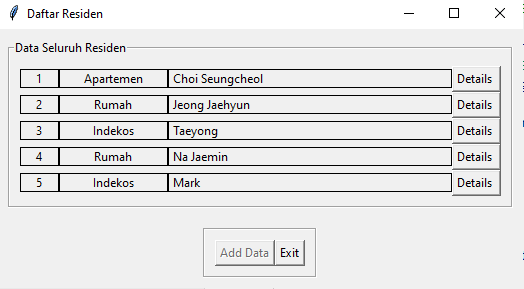 Daftar Residen
Data Seluruh Residen
1 Apartemen Choi Seungcheol Details
2 Rumah Jeong Jaehyun Details
3 Indekos Taeyong Details
4 Rumah Na Jaemin Details
5 Indekos Mark Details
Add Data Exit